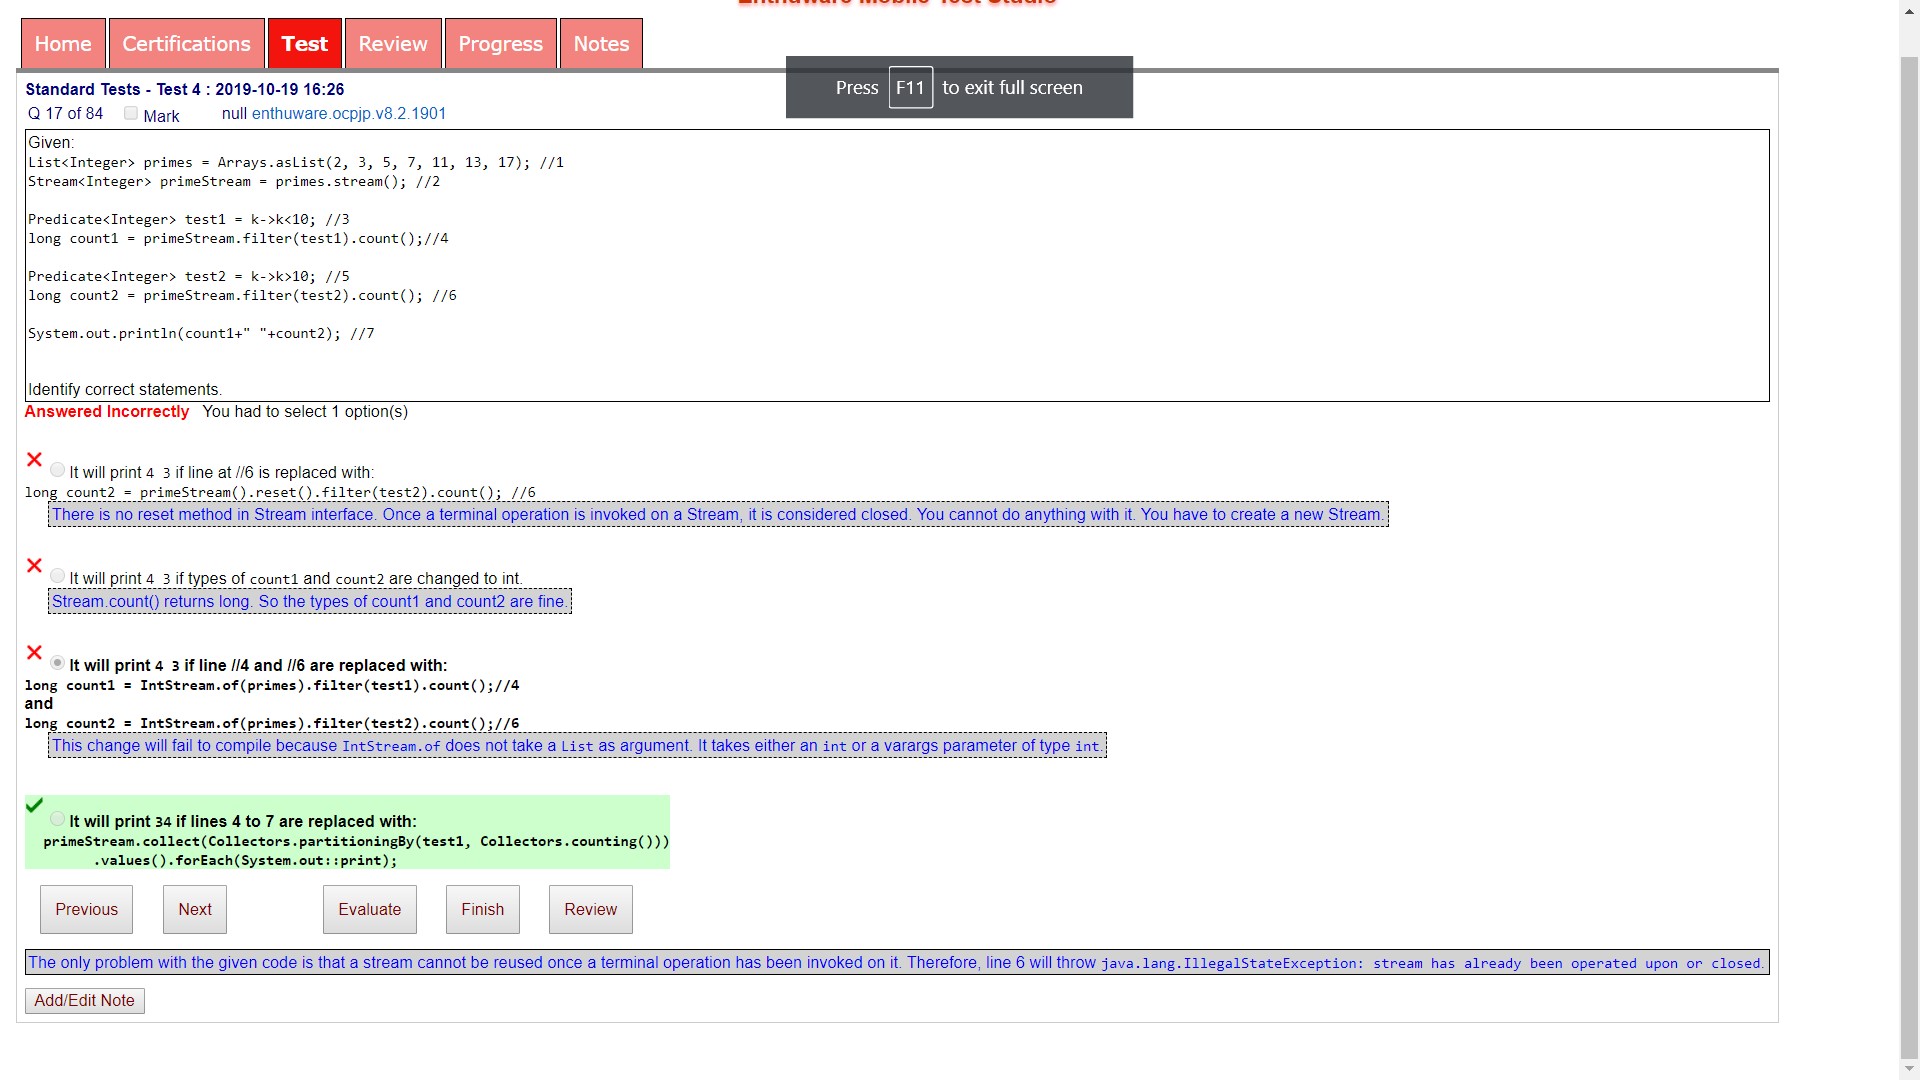 Enthuware Mobile Test Studio
Home Certifications Test Review Progress Notes
Press F11 to exit full screen
Standard Tests - Test 4 : 2019-10-19 16:26
Q 17 of 84 Mark null enthuware.ocpjp.v8.2.1901
Given:
List<Integer> primes = Arrays.asList(2, 3, 5, 7, 11, 13, 17); //1
Stream<Integer> primeStream = primes.stream(); //2
Predicate<Integer> test1 = k->k<10; //3
long count1 = primeStream.filter(test1).count();//4
Predicate<Integer> test2 = k->k>10; //5
long count2 = primeStream.filter(test2).count(); //6
System.out.println(count1+" "+count2); //7
Identify correct statements.
Answered Incorrectly You had to select 1 option(s)
It will print 4 3 if line at //6 is replaced with:
long count2 = primeStream().reset().filter(test2).count(); //6
There is no reset method in Stream interface. Once a terminal operation is invoked on a Stream, it is considered closed. You cannot do anything with it. You have to create a new Stream.
It will print 4 3 if types of count1 and count2 are changed to int.
Stream.count() returns long. So the types of count1 and count2 are fine.
It will print 4 3 if line //4 and //6 are replaced with:
long count1 = IntStream.of(primes).filter(test1).count();//4
and
long count2 = IntStream.of(primes).filter(test2).count();//6
This change will fail to compile because IntStream.of does not take a List as argument. It takes either an int or a varargs parameter of type int.
It will print 34 if lines 4 to 7 are replaced with:
primeStream.collect(Collectors.partitioningBy(test1, Collectors.counting()))
.values().forEach(System.out::print);
Previous Next Evaluate Finish Review
The only problem with the given code is that a stream cannot be reused once a terminal operation has been invoked on it. Therefore, line 6 will throw java.lang.IllegalStateException: stream has already been operated upon or closed.
Add/Edit Note